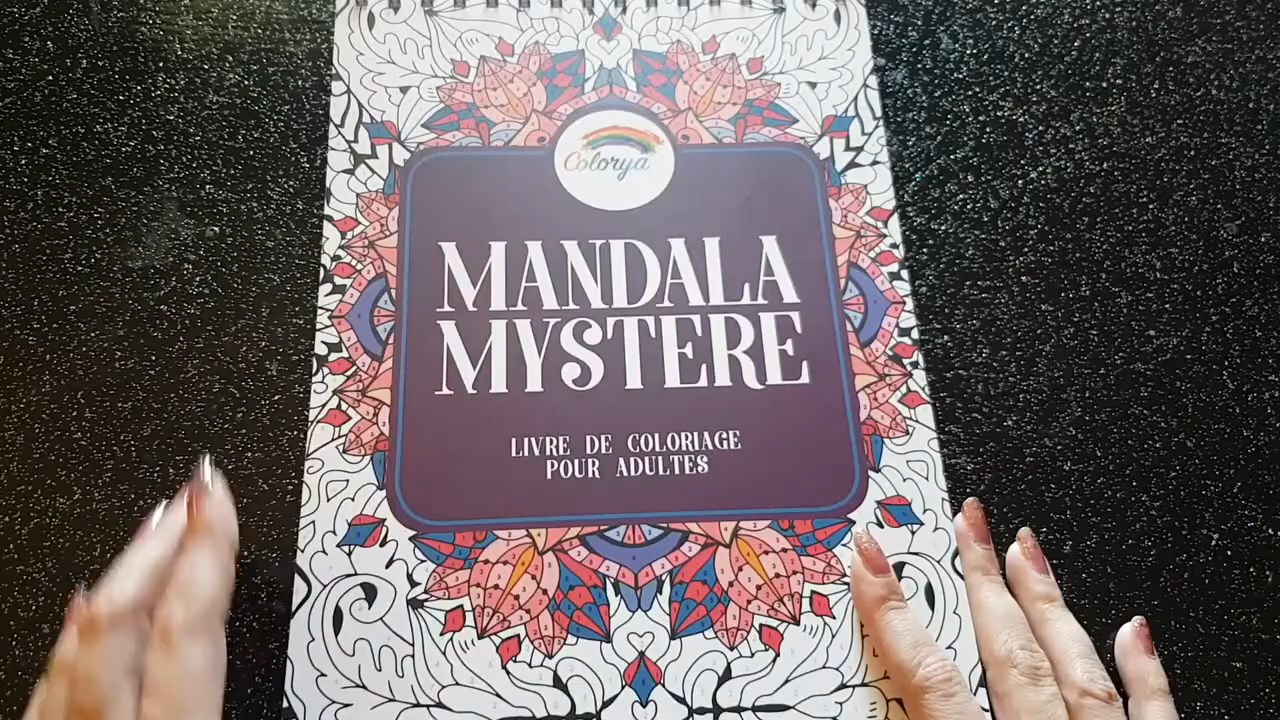 Colorya
MANDALA
MYSTERE
LIVRE DE COLORIAGE
POUR ADULTES